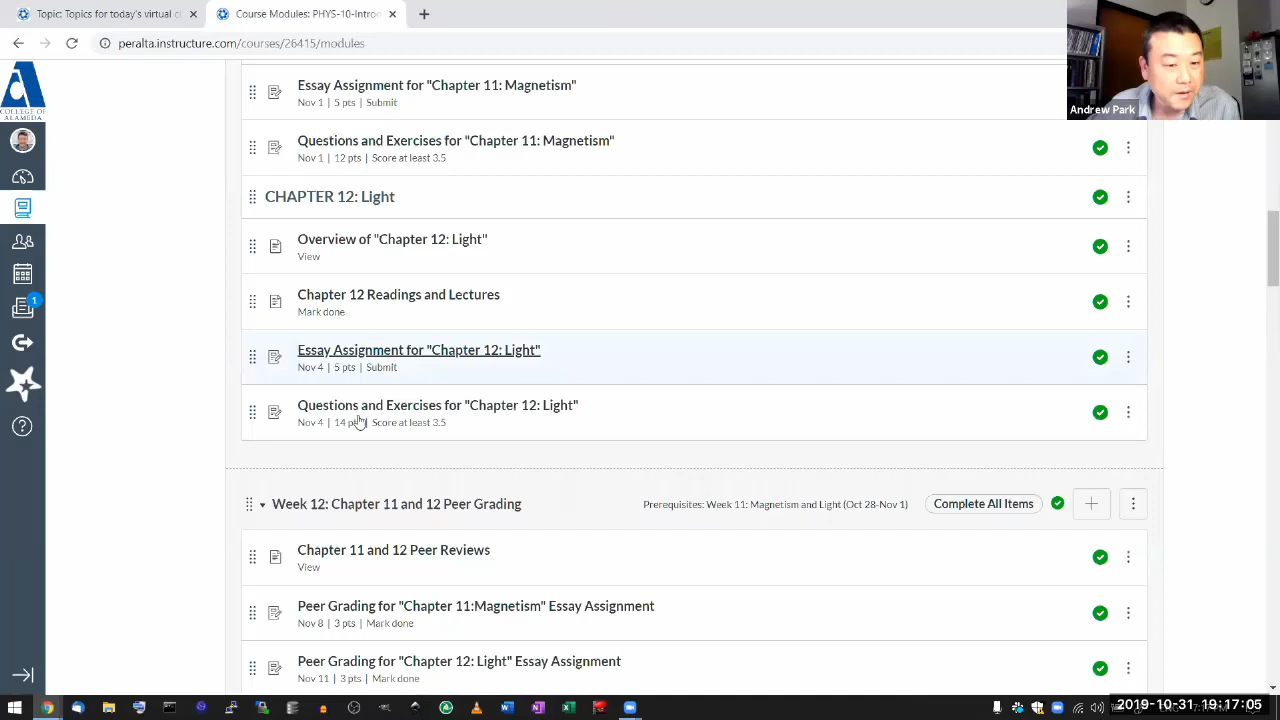 Topic: Topics for today's virtual cl
Course Modules: PHYS-10-Intro
peralta.instructure.com/courses/26415/modules
Andrew Park
COLLEGE OF
ALAMEDA
1
Essay Assignment for "Chapter 11: Magnetism"
Nov 1 | 5 pts | Submit
Questions and Exercises for "Chapter 11: Magnetism"
Nov 1 | 12 pts | Score at least 3.5
CHAPTER 12: Light
Overview of "Chapter 12: Light"
View
Chapter 12 Readings and Lectures
Mark done
Essay Assignment for "Chapter 12: Light"
Nov 4 | 5 pts | Submit
Questions and Exercises for "Chapter 12: Light"
Nov 4 | 14 pts | Score at least 3.5
Week 12: Chapter 11 and 12 Peer Grading
Prerequisites: Week 11: Magnetism and Light (Oct 28-Nov 1)
Complete All Items
Chapter 11 and 12 Peer Reviews
View
Peer Grading for "Chapter 11:Magnetism" Essay Assignment
Nov 8 | 3 pts | Mark done
Peer Grading for "Chapter 12: Light" Essay Assignment
Nov 11 | 3 pts | Mark done
2019-10-31 19:17:05